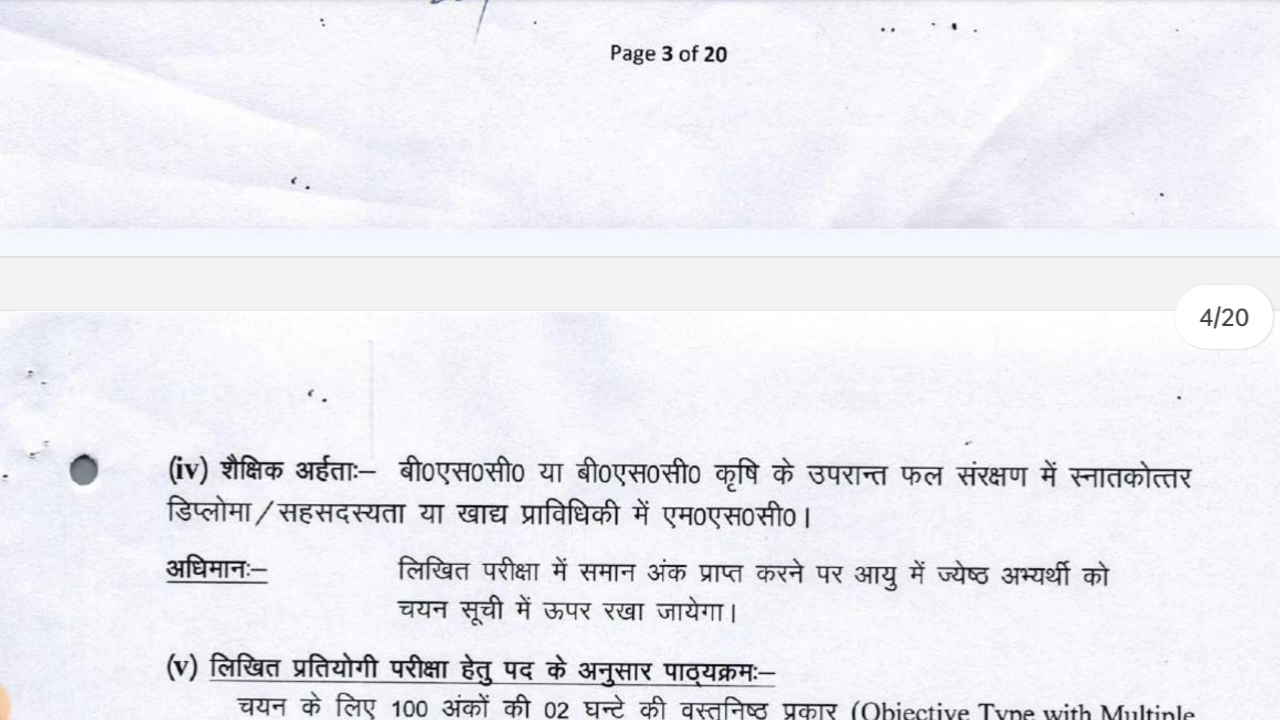 Page 3 of 20
4/20
(iv) शैक्षिक अर्हताः– बी0एस0सी0 या बी0एस0सी0 कृषि के उपरान्त फल संरक्षण में स्नातकोत्तर
डिप्लोमा/सहसदस्यता या खाद्य प्राविधिकी में एम0एस0सी0।
अधिमानः– लिखित परीक्षा में समान अंक प्राप्त करने पर आयु में ज्येष्ठ अभ्यर्थी को
चयन सूची में ऊपर रखा जायेगा।
(v) लिखित प्रतियोगी परीक्षा हेतु पद के अनुसार पाठ्यक्रमः–
चयन के लिए 100 अंकों की 02 घन्टे की वस्तुनिष्ठ प्रकार (Objective Type with Multiple